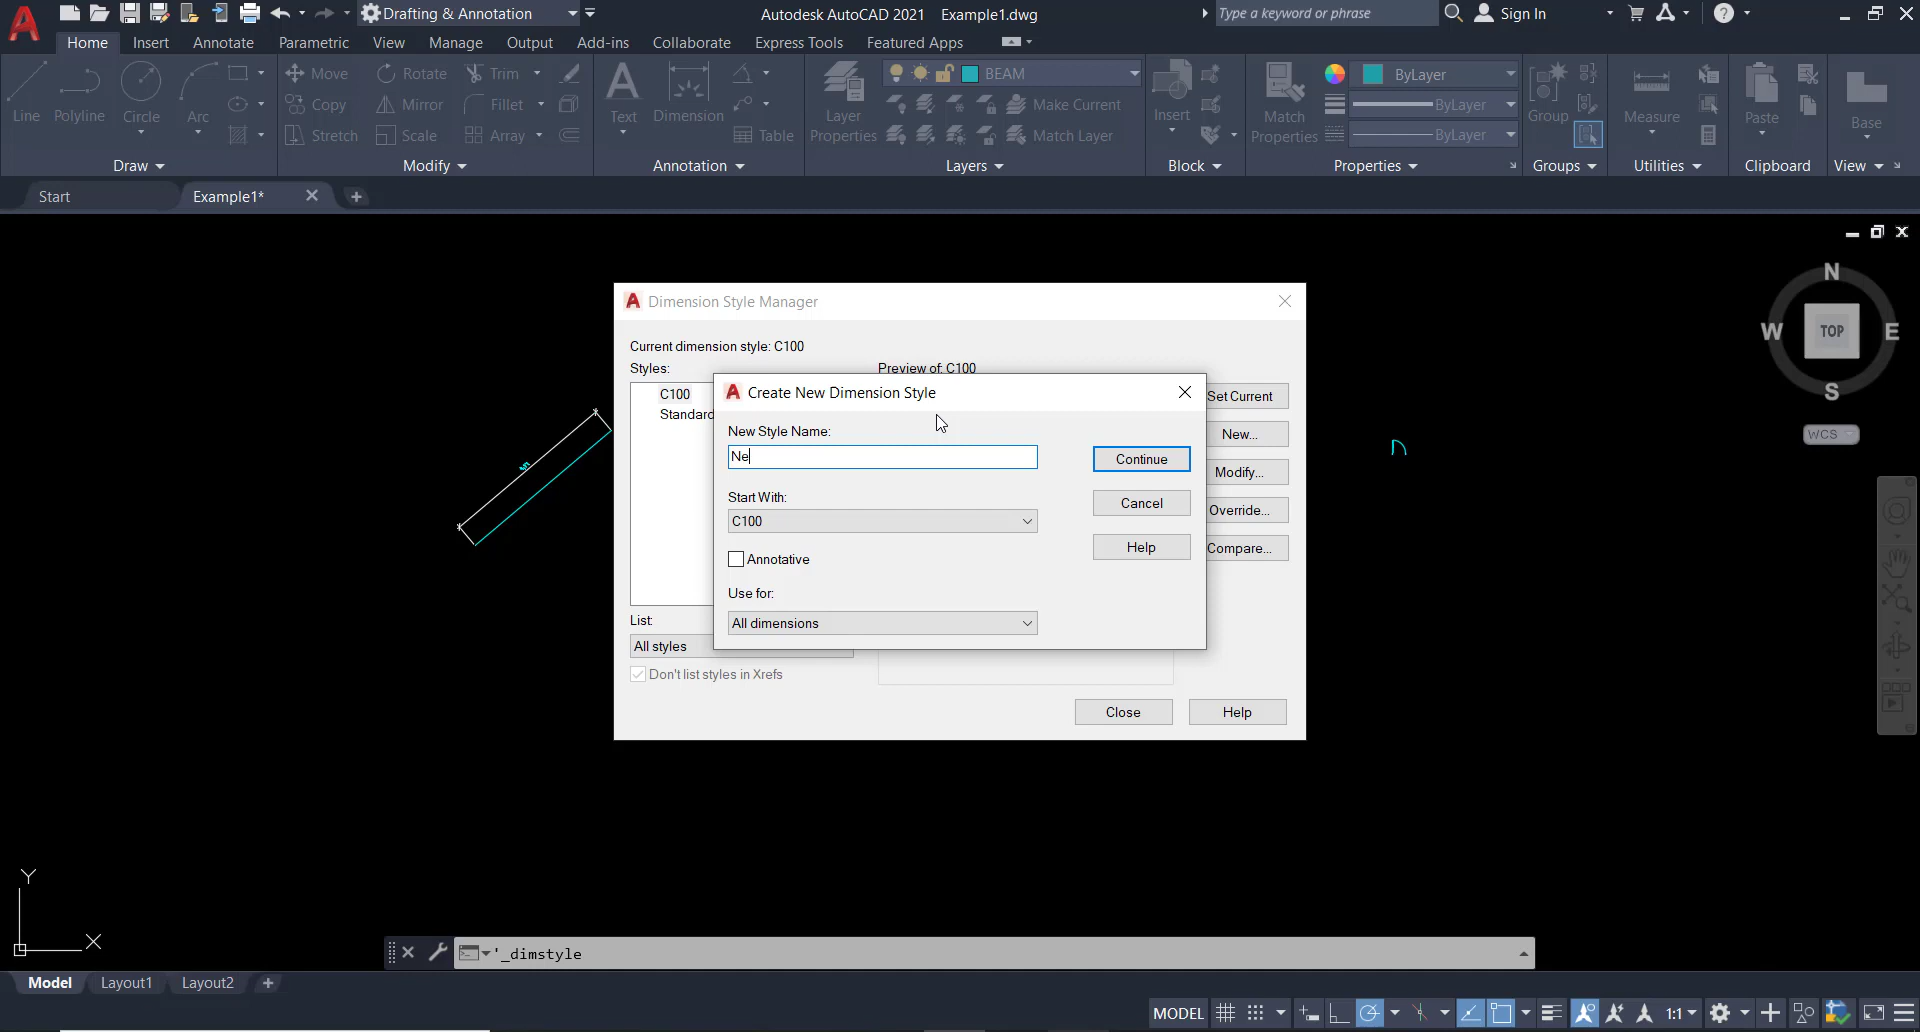 Drafting & Annotation
Autodesk AutoCAD 2021 Example1.dwg
Type a keyword or phrase
Sign In
Home Insert Annotate Parametric View Manage Output Add-ins Collaborate Express Tools Featured Apps
Line Polyline Circle Arc
Move Rotate Trim
Copy Mirror Fillet
Stretch Scale Array
Text Dimension
Table
Layer
Properties
BEAM
Make Current
Match Layer
Insert
Match
Properties
ByLayer
ByLayer
ByLayer
Group
Measure
Paste
Base
Draw Modify Annotation Layers Block Properties Groups Utilities Clipboard View
Start Example1*
N
W TOP E
S
WCS
Dimension Style Manager
Current dimension style: C100
Styles:
Preview of: C100
C100
Standard
Set Current
New...
Modify...
Override...
Compare...
List:
All styles
Don't list styles in Xrefs
Close Help
Create New Dimension Style
New Style Name:
Ne
Continue
Start With:
C100
Cancel
Annotative
Help
Use for:
All dimensions
Y
X
'_dimstyle
Model Layout1 Layout2
MODEL
1:1